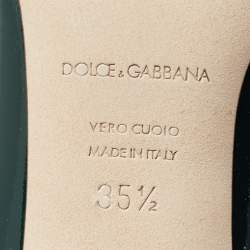 DOLCE & GABBANA
VERO CUOIO
MADE IN ITALY
35½